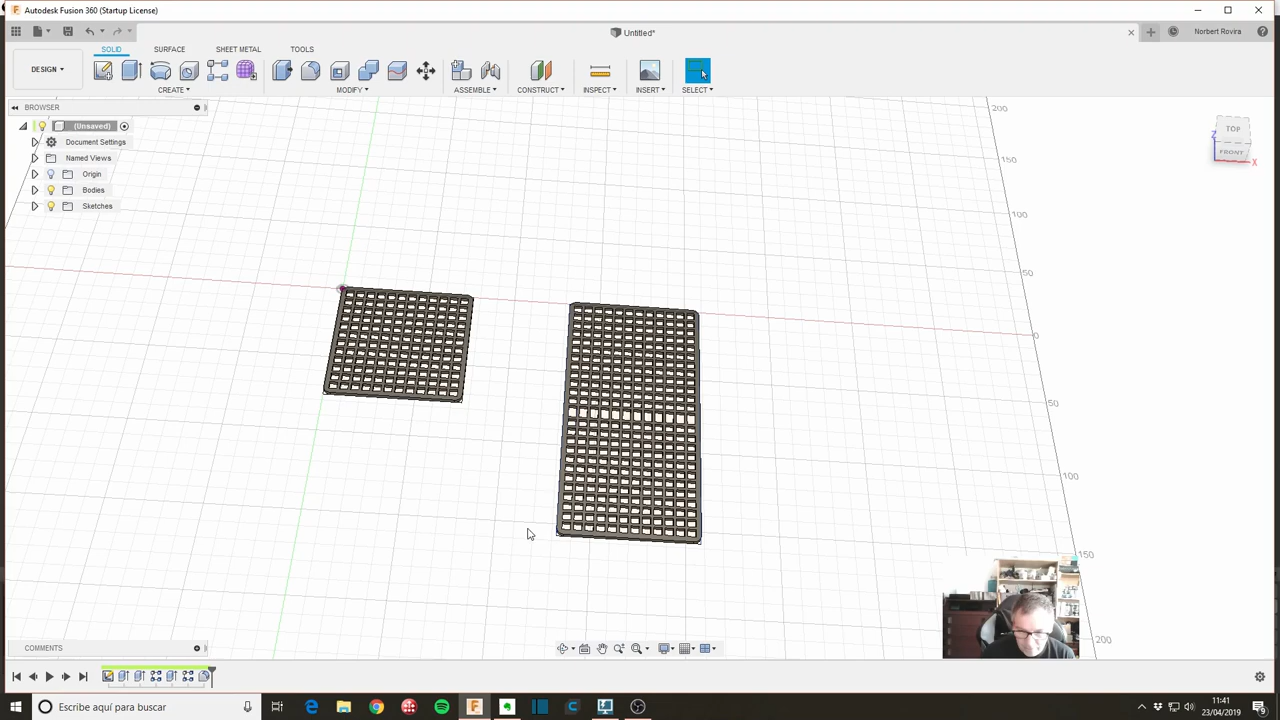 Autodesk Fusion 360 (Startup License)
Untitled*
Norbert Rovira
DESIGN
SOLID
SURFACE
SHEET METAL
TOOLS
CREATE
MODIFY
ASSEMBLE
CONSTRUCT
INSPECT
INSERT
SELECT
BROWSER
(Unsaved)
Document Settings
Named Views
Origin
Bodies
Sketches
TOP
FRONT
Z
X
200
150
100
50
0
50
100
150
200
COMMENTS
Escribe aquí para buscar
11:41
23/04/2019